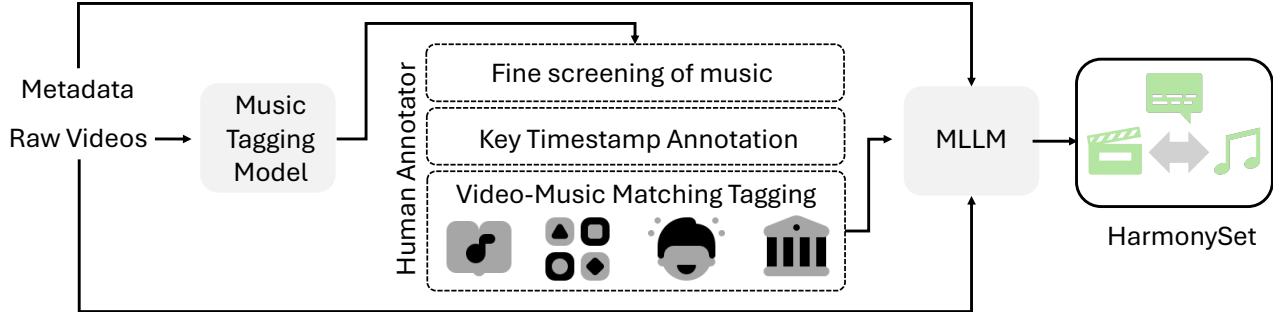 Metadata
Raw Videos
Music
Tagging
Model
Human Annotator
Fine screening of music
Key Timestamp Annotation
Video-Music Matching Tagging
MLLM
HarmonySet